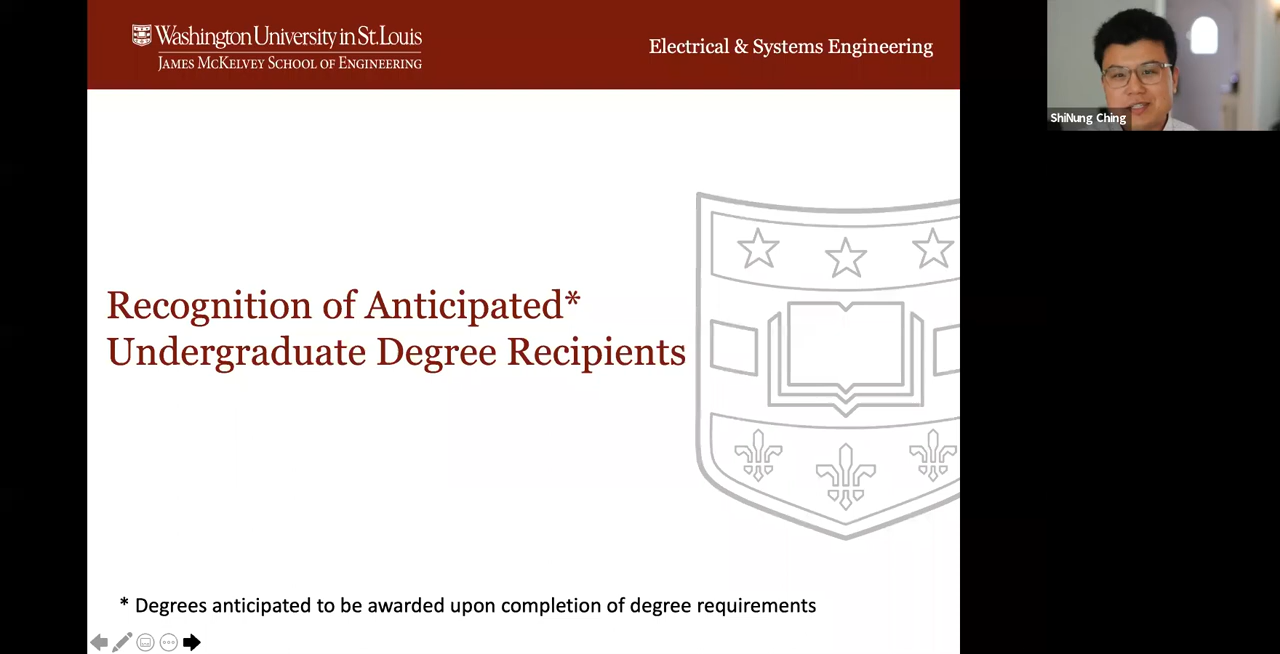 Washington University in St. Louis
JAMES MCKELVEY SCHOOL OF ENGINEERING
Electrical & Systems Engineering
ShiNung Ching
Recognition of Anticipated*
Undergraduate Degree Recipients
* Degrees anticipated to be awarded upon completion of degree requirements